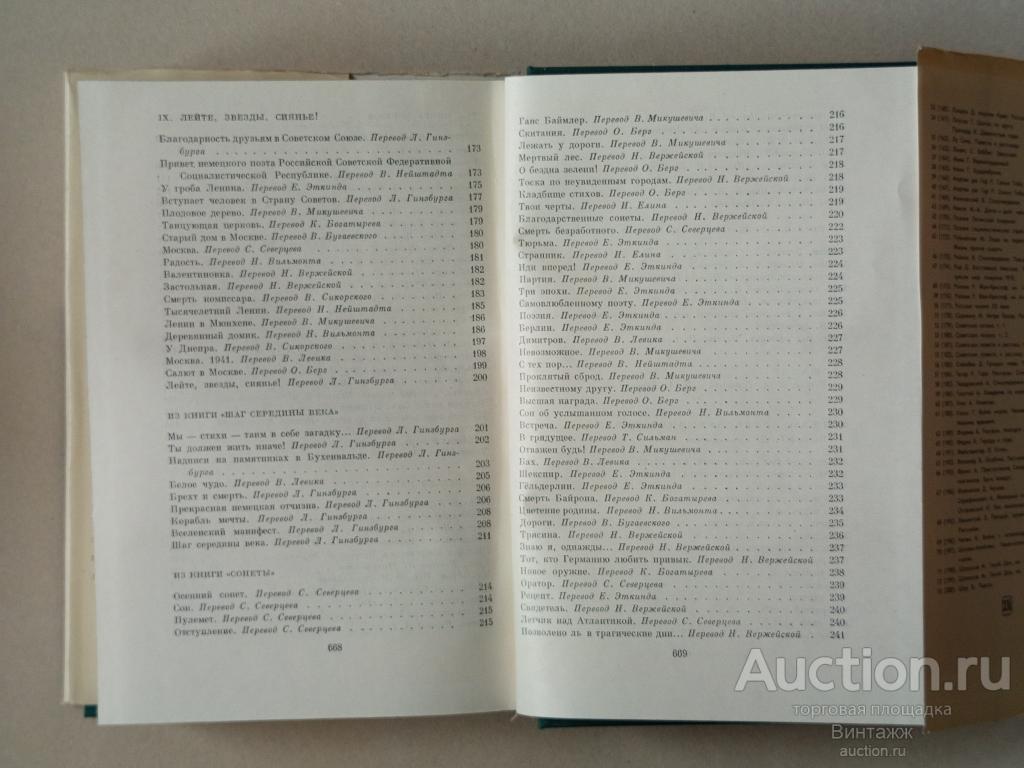 IX. ЛЕЙТЕ, ЗВЕЗДЫ, СИЯНЬЕ!
Благодарность друзьям в Советском Союзе. Перевод Л. Гинз-
бурга 173
Привет немецкого поэта Российской Советской Федеративной
Социалистической Республике. Перевод В. Нейштадта 173
У гроба Ленина. Перевод Е. Эткинда 175
Вступает человек в Страну Советов. Перевод Л. Гинзбурга 177
Плодовое дерево. Перевод В. Микушевича 179
Танцующая церковь. Перевод К. Богатырева 179
Старый дом в Москве. Перевод В. Бугаевского 180
Москва. Перевод С. Северцева 180
Радость. Перевод Н. Вильмонта 181
Валентиновка. Перевод Н. Вержейской 182
Застольная. Перевод Н. Вержейской 182
Смерть комиссара. Перевод В. Сикорского 183
Тысячелетний Ленин. Перевод Н. Нейштадта 185
Ленин в Мюнхене. Перевод В. Микушевича 186
Деревянный домик. Перевод Н. Вильмонта 186
У Днепра. Перевод В. Сикорского 197
Москва. 1941. Перевод В. Левика 198
Салют в Москве. Перевод О. Берг 199
Лейте, звезды, сиянье! Перевод Л. Гинзбурга 200
ИЗ КНИГИ «ШАГ СЕРЕДИНЫ ВЕКА»
Мы — стихи — таим в себе загадку... Перевод Л. Гинзбурга 201
Ты должен жить иначе! Перевод Л. Гинзбурга 202
Надписи на памятниках в Бухенвальде. Перевод Л. Гинз-
бурга 203
Белое чудо. Перевод В. Левика 205
Брехт и смерть. Перевод Л. Гинзбурга 206
Прекрасная немецкая отчизна. Перевод Л. Гинзбурга 206
Корабль мечты. Перевод Л. Гинзбурга 208
Вселенский манифест. Перевод Л. Гинзбурга 208
Шаг середины века. Перевод Л. Гинзбурга 211
ИЗ КНИГИ «СОНЕТЫ»
Осенний сонет. Перевод С. Северцева 214
Сон. Перевод С. Северцева 214
Пулемет. Перевод С. Северцева 215
Отступление. Перевод С. Северцева 215
668
Ганс Баймлер. Перевод В. Микушевича 216
Скитания. Перевод О. Берг 216
Лежать у дороги. Перевод В. Микушевича 217
Мертвый лес. Перевод Н. Вержейской 217
О бездна зелени! Перевод О. Берг 218
Тоска по неувиденным городам. Перевод Н. Вержейской 218
Кладбище стихов. Перевод О. Берг 219
Твои черты. Перевод Н. Елина 219
Благодарственные сонеты. Перевод Н. Вержейской 220
Смерть безработного. Перевод С. Северцева 222
Тюрьма. Перевод Е. Эткинда 223
Странник. Перевод Н. Елина 223
Иди вперед! Перевод Е. Эткинда 224
Партия. Перевод В. Микушевича 224
Три эпохи. Перевод Е. Эткинда 225
Самовлюбленному поэту. Перевод Е. Эткинда 225
Поэзия. Перевод Е. Эткинда 226
Берлин. Перевод Е. Эткинда 226
Димитров. Перевод В. Левика 227
Невозможное. Перевод В. Микушевича 227
С тех пор... Перевод В. Нейштадта 228
Проклятый сброд. Перевод В. Микушевича 228
Неизвестному другу. Перевод О. Берг 229
Высшая награда. Перевод О. Берг 229
Сон об услышанном голосе. Перевод Н. Вильмонта 230
Встреча. Перевод Е. Эткинда 230
В грядущее. Перевод Т. Сильман 231
Отважен будь! Перевод В. Микушевича 231
Бах. Перевод В. Левика 232
Шекспир. Перевод Е. Эткинда 232
Гёльдерлин. Перевод Е. Эткинда 233
Смерть Байрона. Перевод К. Богатырева 233
Цветение родины. Перевод Н. Вильмонта 234
Дороги. Перевод В. Бугаевского 235
Трясина. Перевод Н. Вержейской 236
Знаю я, однажды... Перевод Н. Вержейской 237
Тот, кто Германию любить привык. Перевод Н. Вержейской 237
Новое оружие. Перевод К. Богатырева 238
Оратор. Перевод С. Северцева 239
Рецепт. Перевод Е. Эткинда 239
Свидетель. Перевод Н. Вержейской 240
Летчик над Атлантикой. Перевод С. Северцева 240
Позволено ль в трагические дни... Перевод Н. Вержейской 241
669
Auction.ru
торговая площадка
Винтажж
auction.ru